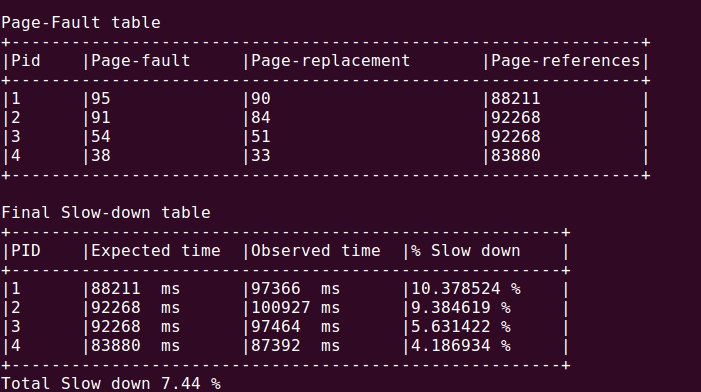 Page-Fault table
+---------------------------------------------------------------+
|Pid    |Page-fault     |Page-replacement       |Page-references|
+---------------------------------------------------------------+
|1      |95             |90                     |88211          |
|2      |91             |84                     |92268          |
|3      |54             |51                     |92268          |
|4      |38             |33                     |83880          |
+---------------------------------------------------------------+

Final Slow-down table
+-------------------------------------------------------+
|PID    |Expected time  |Observed time  |% Slow down    |
+-------------------------------------------------------+
|1      |88211  ms      |97366  ms      |10.378524 %    |
|2      |92268  ms      |100927 ms      |9.384619 %     |
|3      |92268  ms      |97464  ms      |5.631422 %     |
|4      |83880  ms      |87392  ms      |4.186934 %     |
+-------------------------------------------------------+
Total Slow down 7.44 %